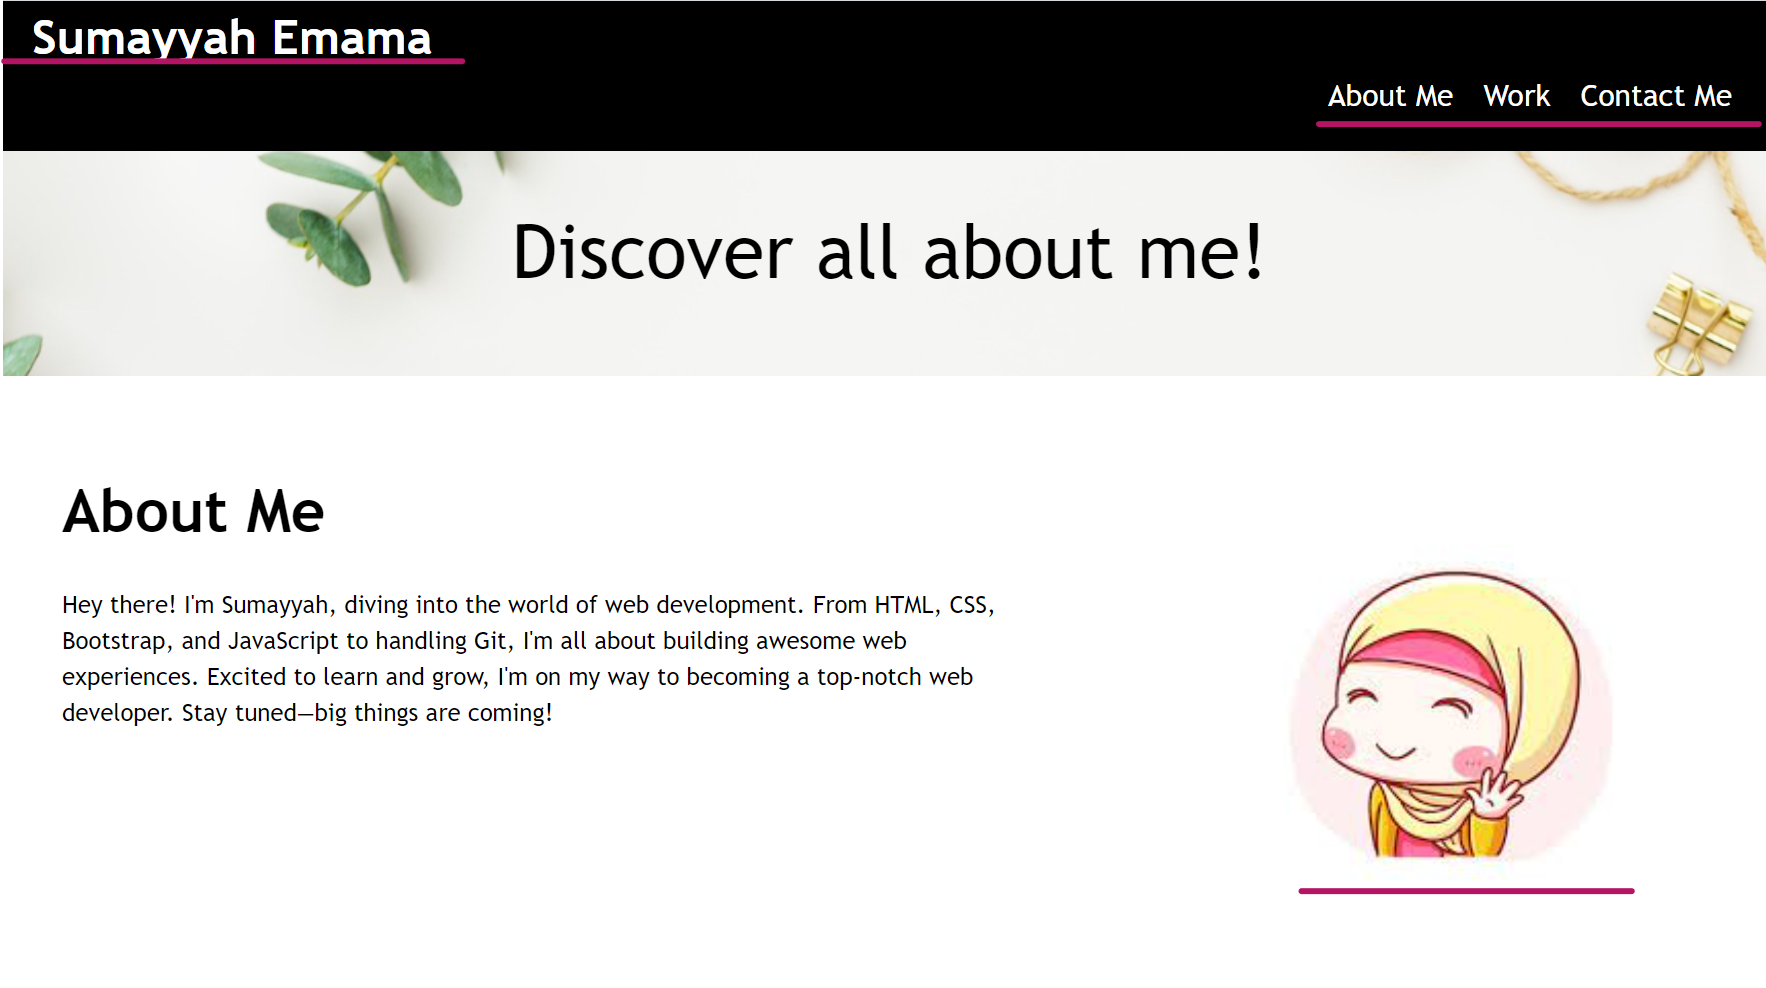 Sumayyah Emama
About Me Work Contact Me
Discover all about me!
About Me
Hey there! I'm Sumayyah, diving into the world of web development. From HTML, CSS,
Bootstrap, and JavaScript to handling Git, I'm all about building awesome web
experiences. Excited to learn and grow, I'm on my way to becoming a top-notch web
developer. Stay tuned—big things are coming!